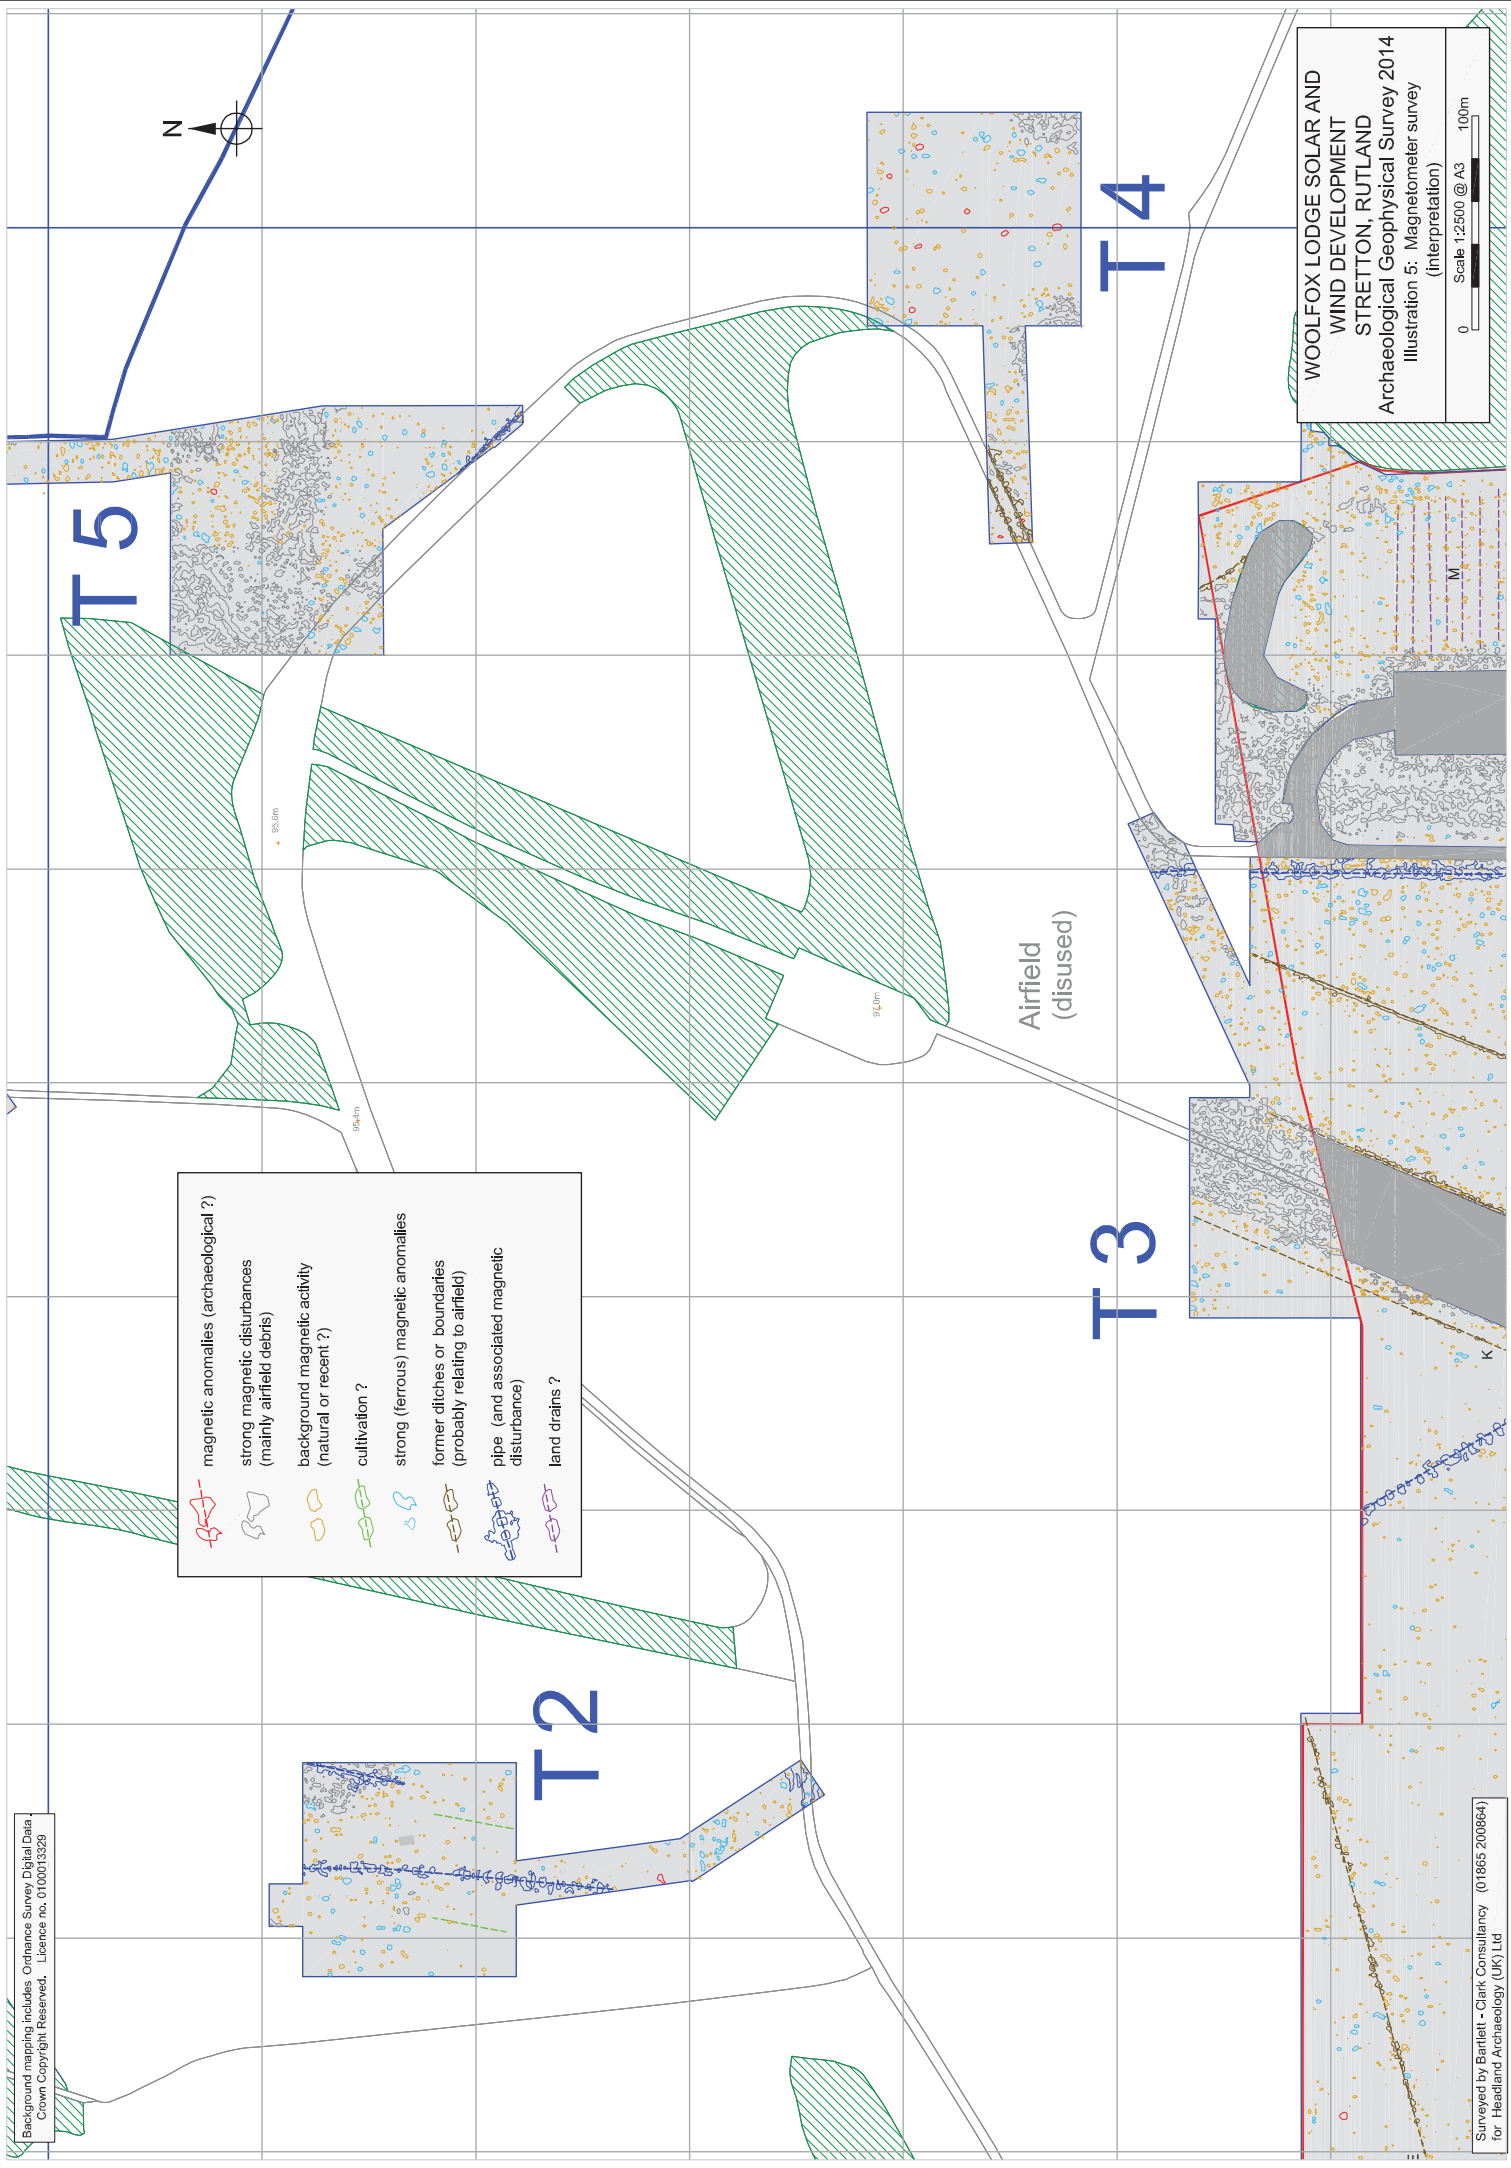 Background mapping includes Ordnance Survey Digital Data.
Crown Copyright Reserved. Licence no. 0100013329
N
T 5
T 4
T 2
T 3
95.6m
95.4m
97.0m
Airfield
(disused)
magnetic anomalies (archaeological ?)
strong magnetic disturbances
(mainly airfield debris)
background magnetic activity
(natural or recent ?)
cultivation ?
strong (ferrous) magnetic anomalies
former ditches or boundaries
(probably relating to airfield)
pipe (and associated magnetic
disturbance)
land drains ?
M
K
E
WOOLFOX LODGE SOLAR AND
WIND DEVELOPMENT
STRETTON, RUTLAND
Archaeological Geophysical Survey 2014
Illustration 5: Magnetometer survey
(interpretation)
Scale 1:2500 @ A3
0 100m
Surveyed by Bartlett - Clark Consultancy (01865 200864)
for Headland Archaeology (UK) Ltd